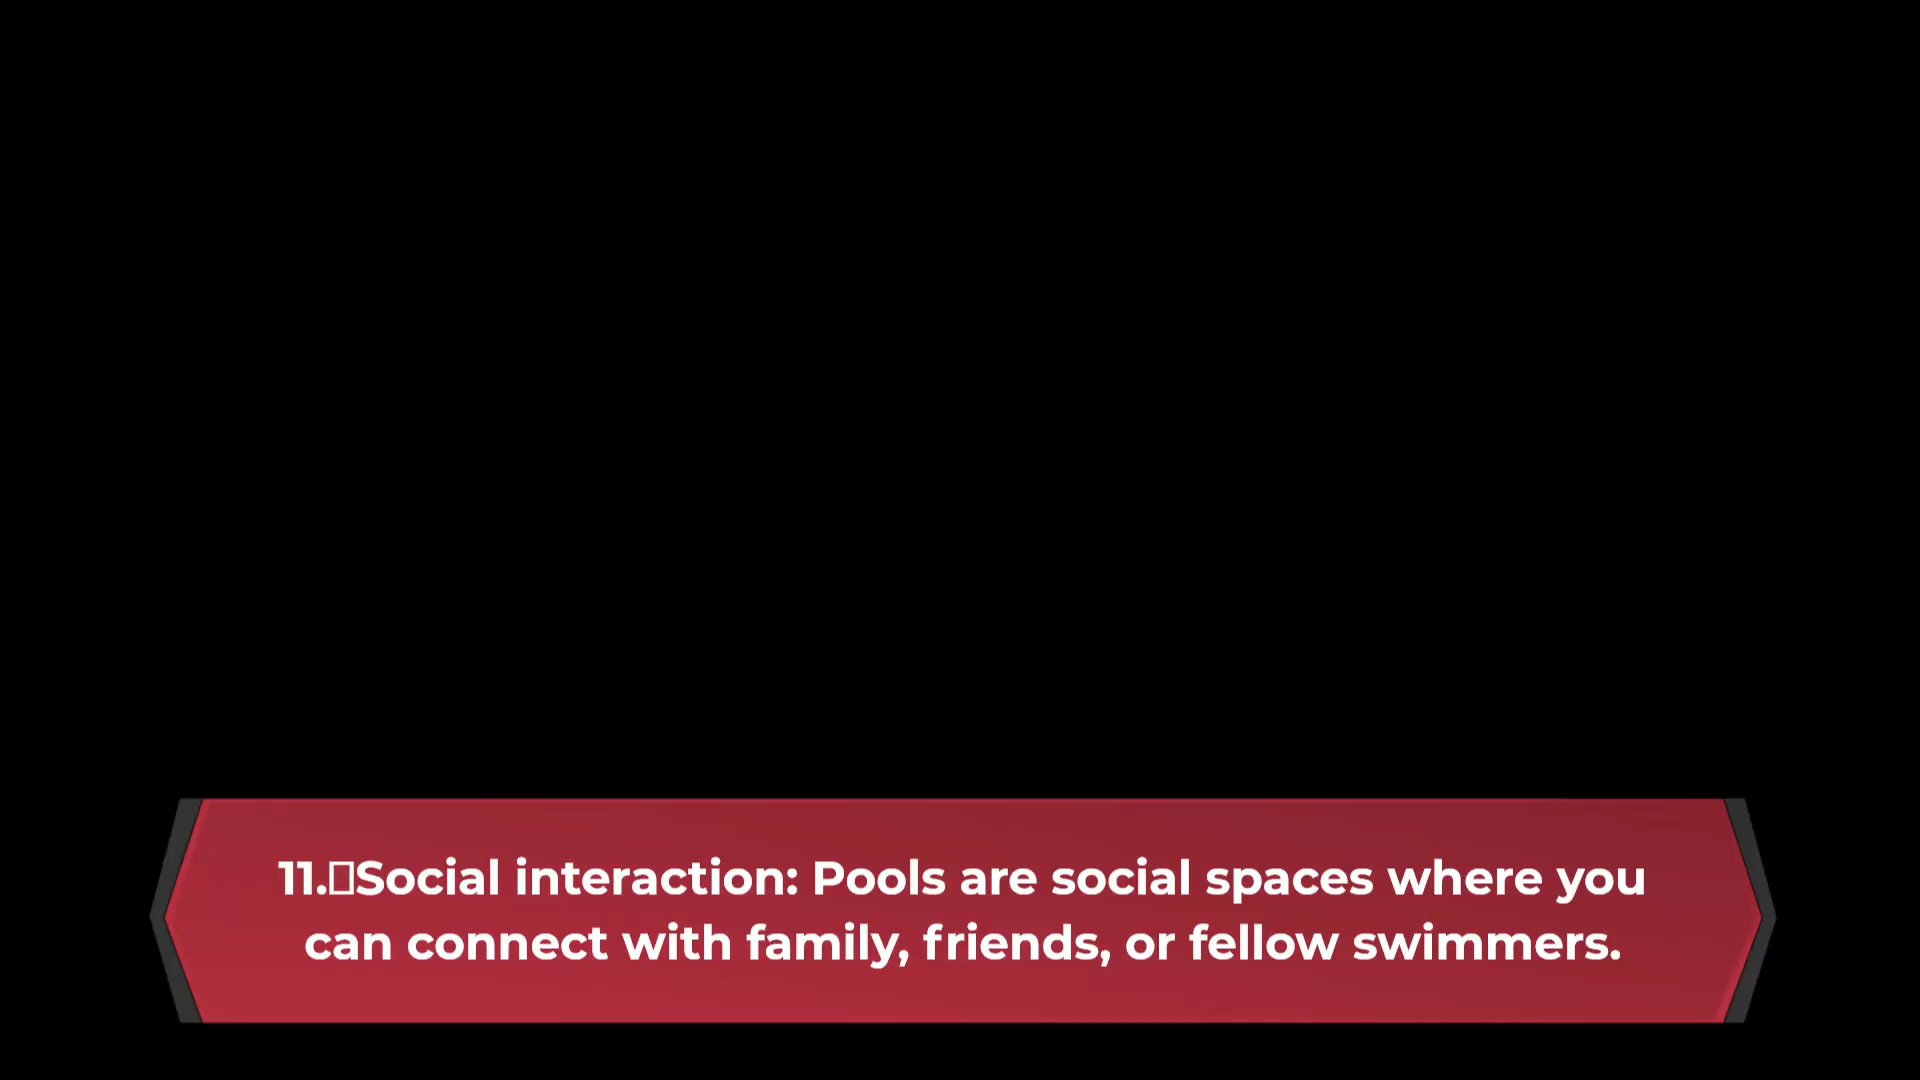 11.□Social interaction: Pools are social spaces where you
can connect with family, friends, or fellow swimmers.